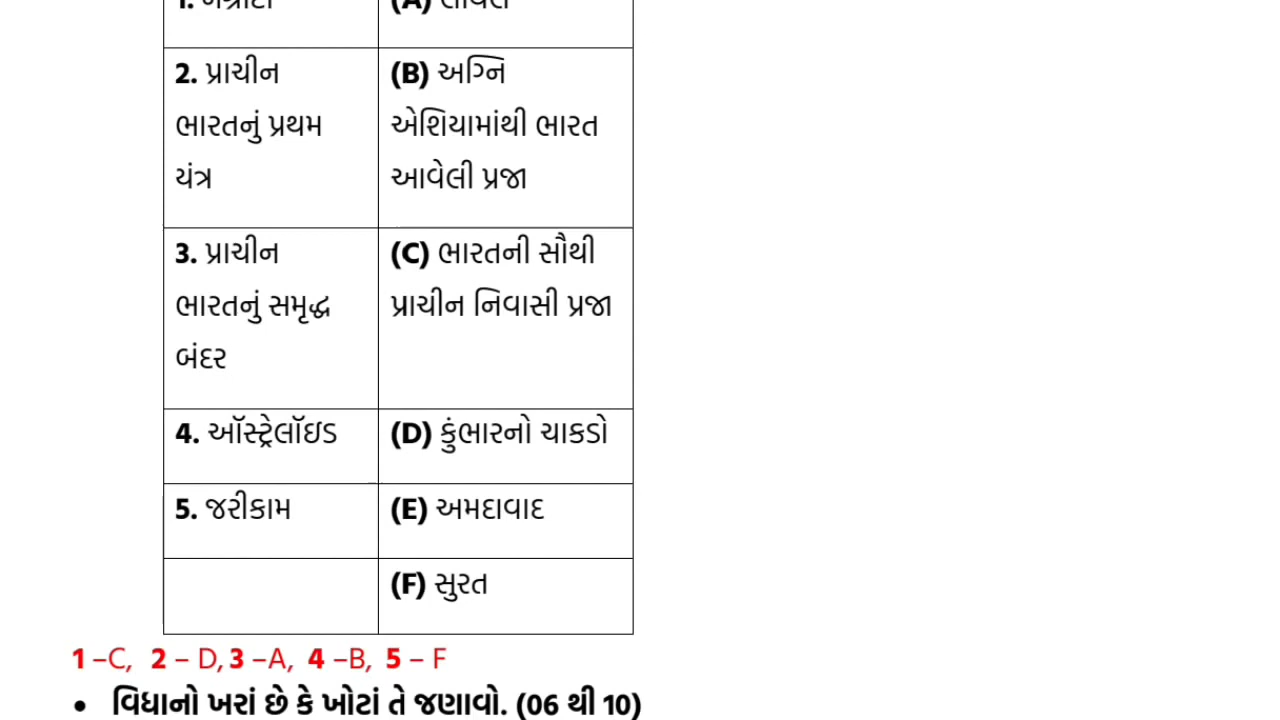 2. પ્રાચીન
ભારતનું પ્રથમ
યંત્ર
(B) અગ્નિ
એશિયામાંથી ભારત
આવેલી પ્રજા
3. પ્રાચીન
ભારતનું સમૃદ્ધ
બંદર
(C) ભારતની સૌથી
પ્રાચીન નિવાસી પ્રજા
4. ઑસ્ટ્રેલૉઇડ
(D) કુંભારનો ચાકડો
5. જરીકામ
(E) અમદાવાદ
(F) સુરત
1 –C, 2 – D, 3 –A, 4 –B, 5 – F
• વિધાનો ખરાં છે કે ખોટાં તે જણાવો. (06 થી 10)